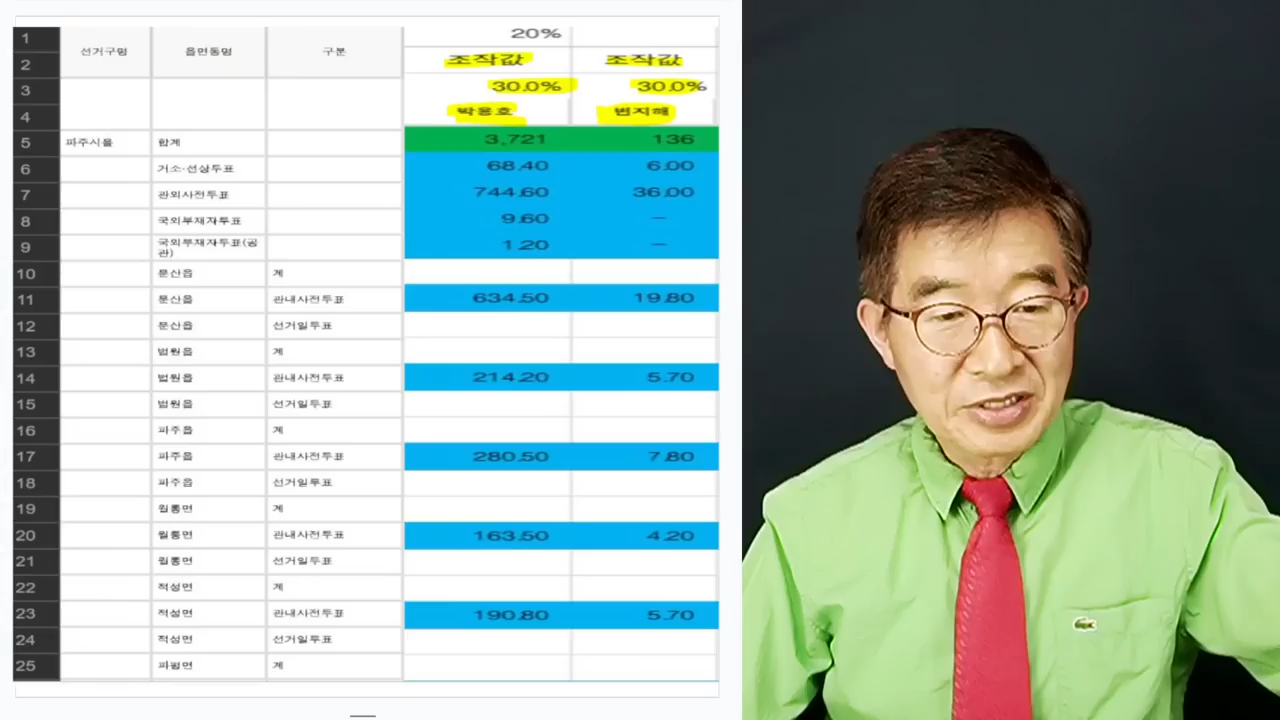 1 20%
2 선거구명 읍면동명 구분 조작값 조작값
3 30.0% 30.0%
4 박용호 변지해
5 파주시을 합계 3,721 136
6 거소·선상투표 68.40 6.00
7 관외사전투표 744.60 36.00
8 국외부재자투표 9.60 –
9 국외부재자투표(공관) 1.20 –
10 문산읍 계
11 문산읍 관내사전투표 634.50 19.80
12 문산읍 선거일투표
13 법원읍 계
14 법원읍 관내사전투표 214.20 5.70
15 법원읍 선거일투표
16 파주읍 계
17 파주읍 관내사전투표 280.50 7.80
18 파주읍 선거일투표
19 월롱면 계
20 월롱면 관내사전투표 163.50 4.20
21 월롱면 선거일투표
22 적성면 계
23 적성면 관내사전투표 190.80 5.70
24 적성면 선거일투표
25 파평면 계